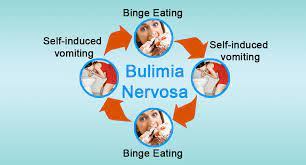 Binge Eating
Self-induced
vomiting
Self-induced
vomiting
Bulimia
Nervosa
Binge Eating